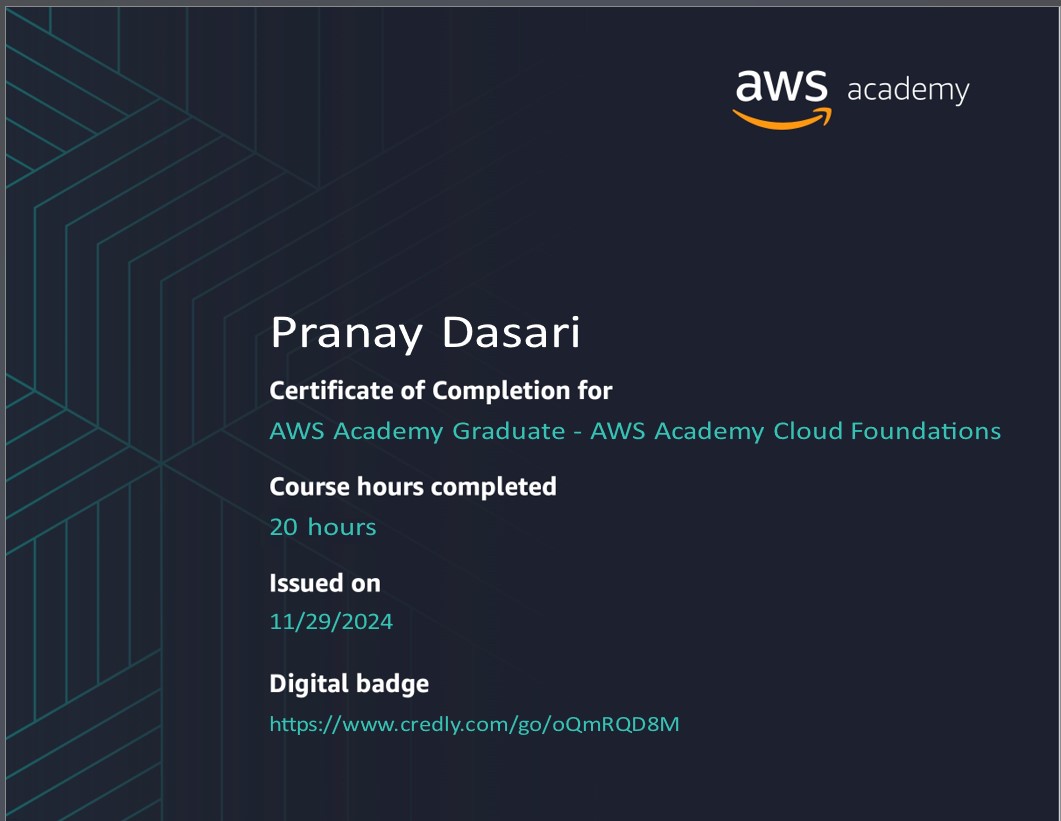 aws academy
Pranay Dasari
Certificate of Completion for
AWS Academy Graduate - AWS Academy Cloud Foundations
Course hours completed
20 hours
Issued on
11/29/2024
Digital badge
https://www.credly.com/go/oQmRQD8M